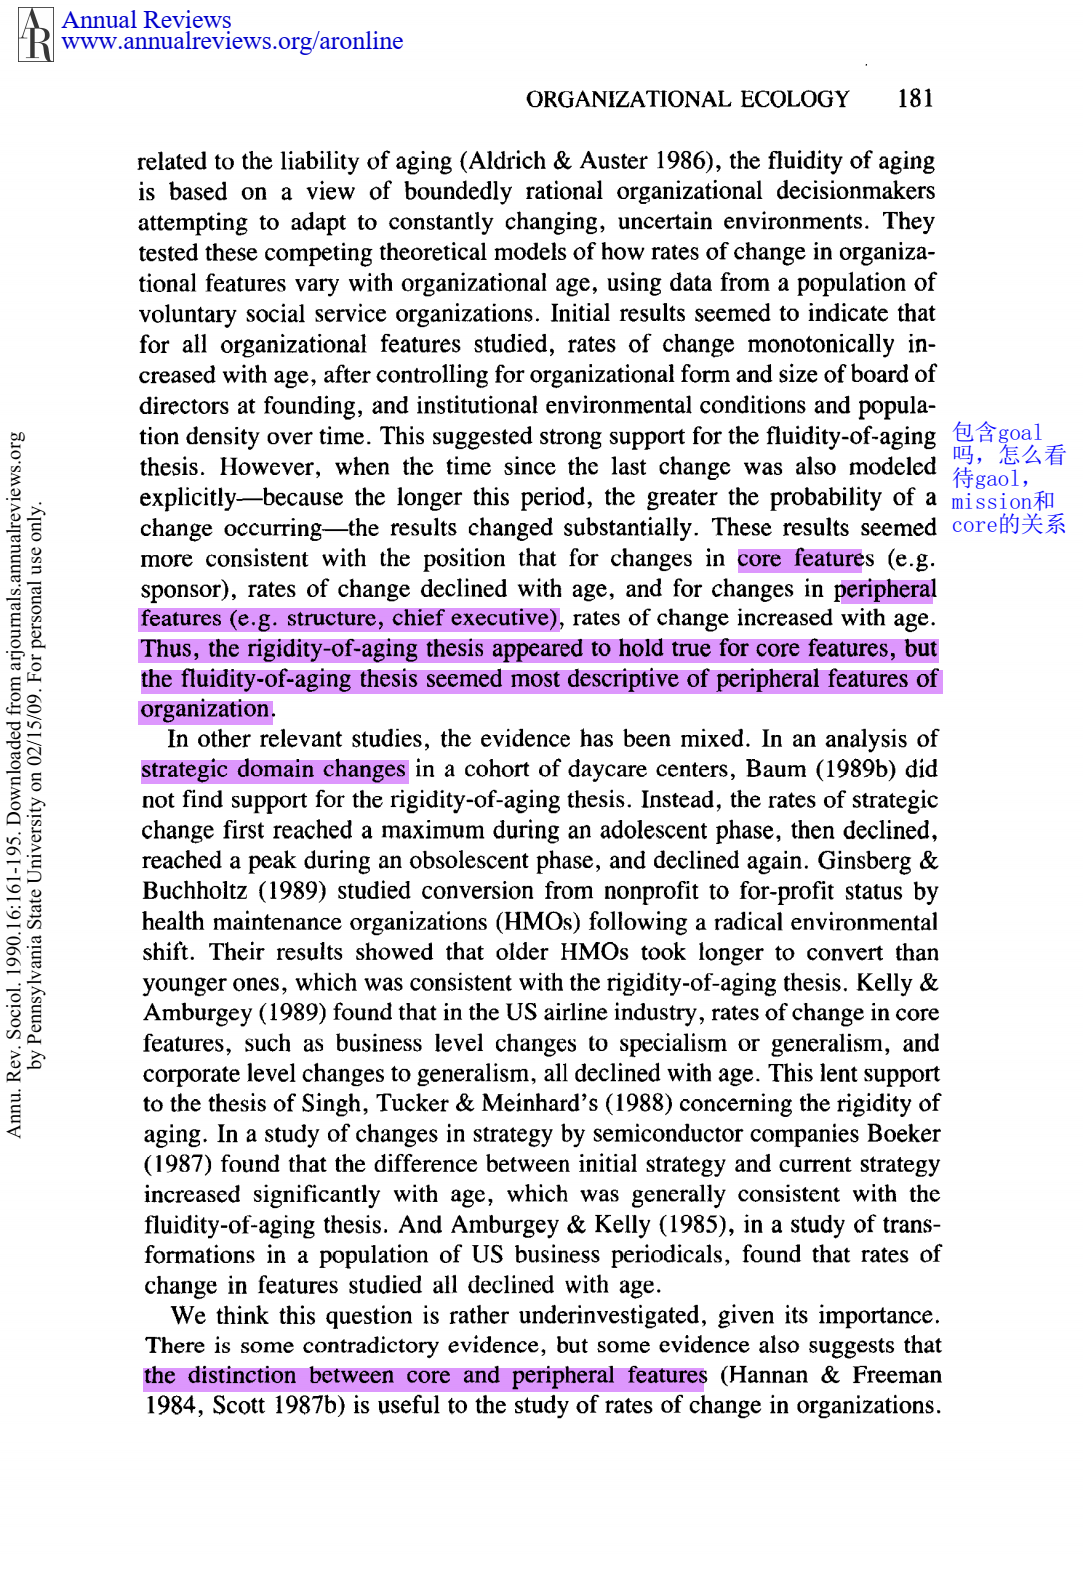 Annual Reviews
www.annualreviews.org/aronline
ORGANIZATIONAL ECOLOGY 181
related to the liability of aging (Aldrich & Auster 1986), the fluidity of aging
is based on a view of boundedly rational organizational decisionmakers
attempting to adapt to constantly changing, uncertain environments. They
tested these competing theoretical models of how rates of change in organiza-
tional features vary with organizational age, using data from a population of
voluntary social service organizations. Initial results seemed to indicate that
for all organizational features studied, rates of change monotonically in-
creased with age, after controlling for organizational form and size of board of
directors at founding, and institutional environmental conditions and popula-
tion density over time. This suggested strong support for the fluidity-of-aging
thesis. However, when the time since the last change was also modeled
explicitly—because the longer this period, the greater the probability of a
change occurring—the results changed substantially. These results seemed
more consistent with the position that for changes in core features (e.g.
sponsor), rates of change declined with age, and for changes in peripheral
features (e.g. structure, chief executive), rates of change increased with age.
Thus, the rigidity-of-aging thesis appeared to hold true for core features, but
the fluidity-of-aging thesis seemed most descriptive of peripheral features of
organization.
In other relevant studies, the evidence has been mixed. In an analysis of
strategic domain changes in a cohort of daycare centers, Baum (1989b) did
not find support for the rigidity-of-aging thesis. Instead, the rates of strategic
change first reached a maximum during an adolescent phase, then declined,
reached a peak during an obsolescent phase, and declined again. Ginsberg &
Buchholtz (1989) studied conversion from nonprofit to for-profit status by
health maintenance organizations (HMOs) following a radical environmental
shift. Their results showed that older HMOs took longer to convert than
younger ones, which was consistent with the rigidity-of-aging thesis. Kelly &
Amburgey (1989) found that in the US airline industry, rates of change in core
features, such as business level changes to specialism or generalism, and
corporate level changes to generalism, all declined with age. This lent support
to the thesis of Singh, Tucker & Meinhard's (1988) concerning the rigidity of
aging. In a study of changes in strategy by semiconductor companies Boeker
(1987) found that the difference between initial strategy and current strategy
increased significantly with age, which was generally consistent with the
fluidity-of-aging thesis. And Amburgey & Kelly (1985), in a study of trans-
formations in a population of US business periodicals, found that rates of
change in features studied all declined with age.
We think this question is rather underinvestigated, given its importance.
There is some contradictory evidence, but some evidence also suggests that
the distinction between core and peripheral features (Hannan & Freeman
1984, Scott 1987b) is useful to the study of rates of change in organizations.
包含goal
吗，怎么看
待gaol，
mission和
core的关系
Annu. Rev. Sociol. 1990.16:161-195. Downloaded from arjournals.annualreviews.org
by Pennsylvania State University on 02/15/09. For personal use only.